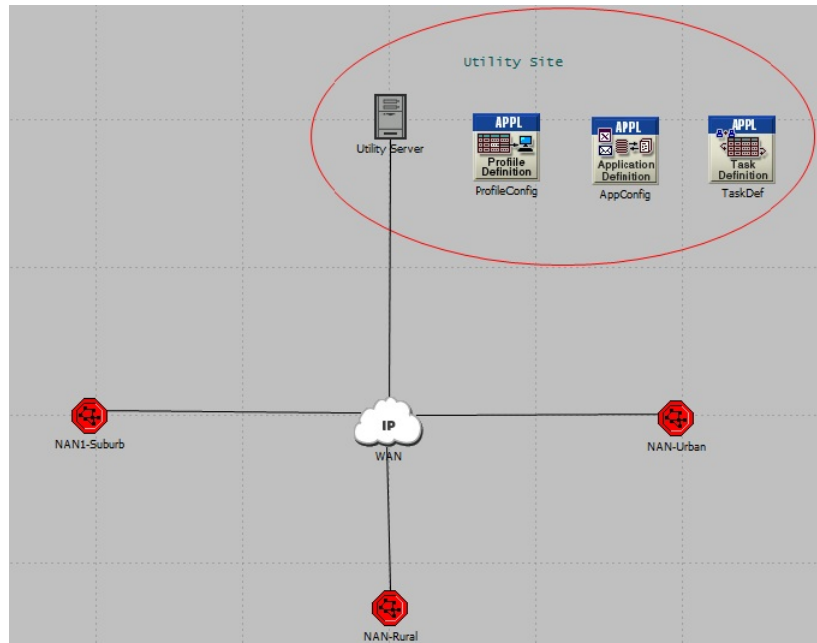 Utility Site
Utility Server
APPL
Profile
Definition
ProfileConfig
APPL
Application
Definition
AppConfig
APPL
Task
Definition
TaskDef
NAN1-Suburb
IP
WAN
NAN-Urban
NAN-Rural